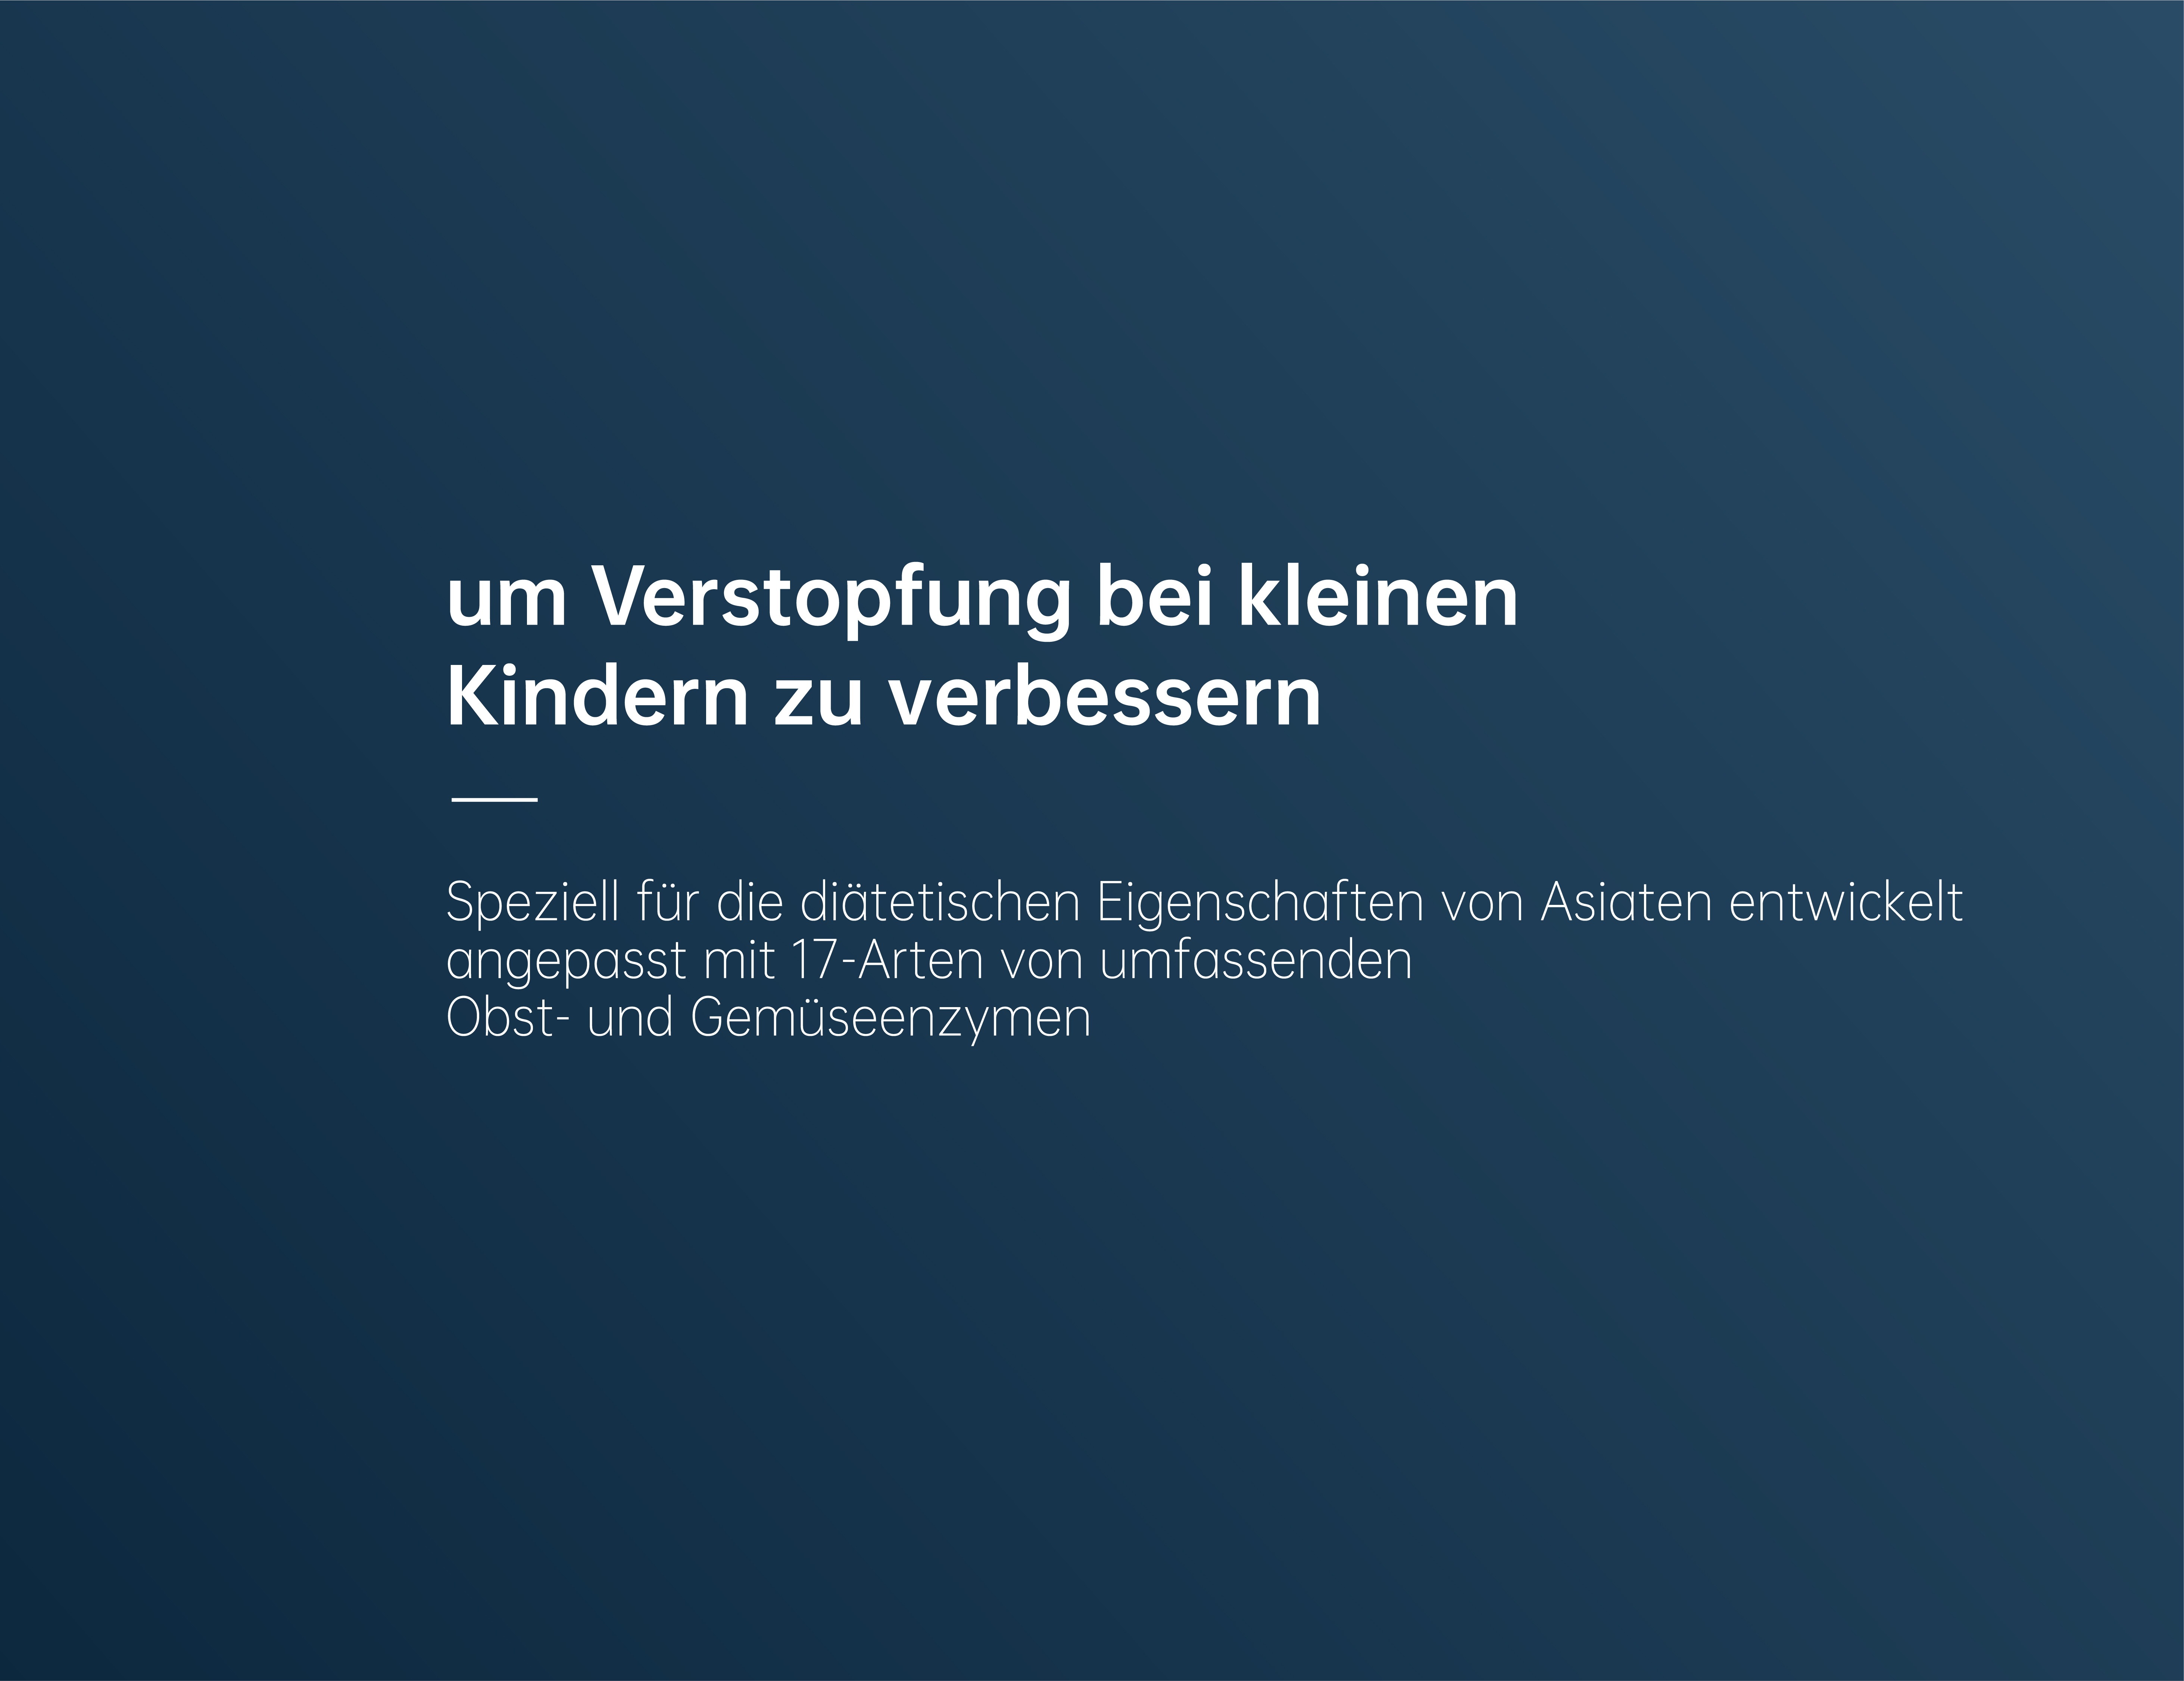 um Verstopfung bei kleinen
Kindern zu verbessern
Speziell für die diätetischen Eigenschaften von Asiaten entwickelt
angepasst mit 17-Arten von umfassenden
Obst- und Gemüseenzymen